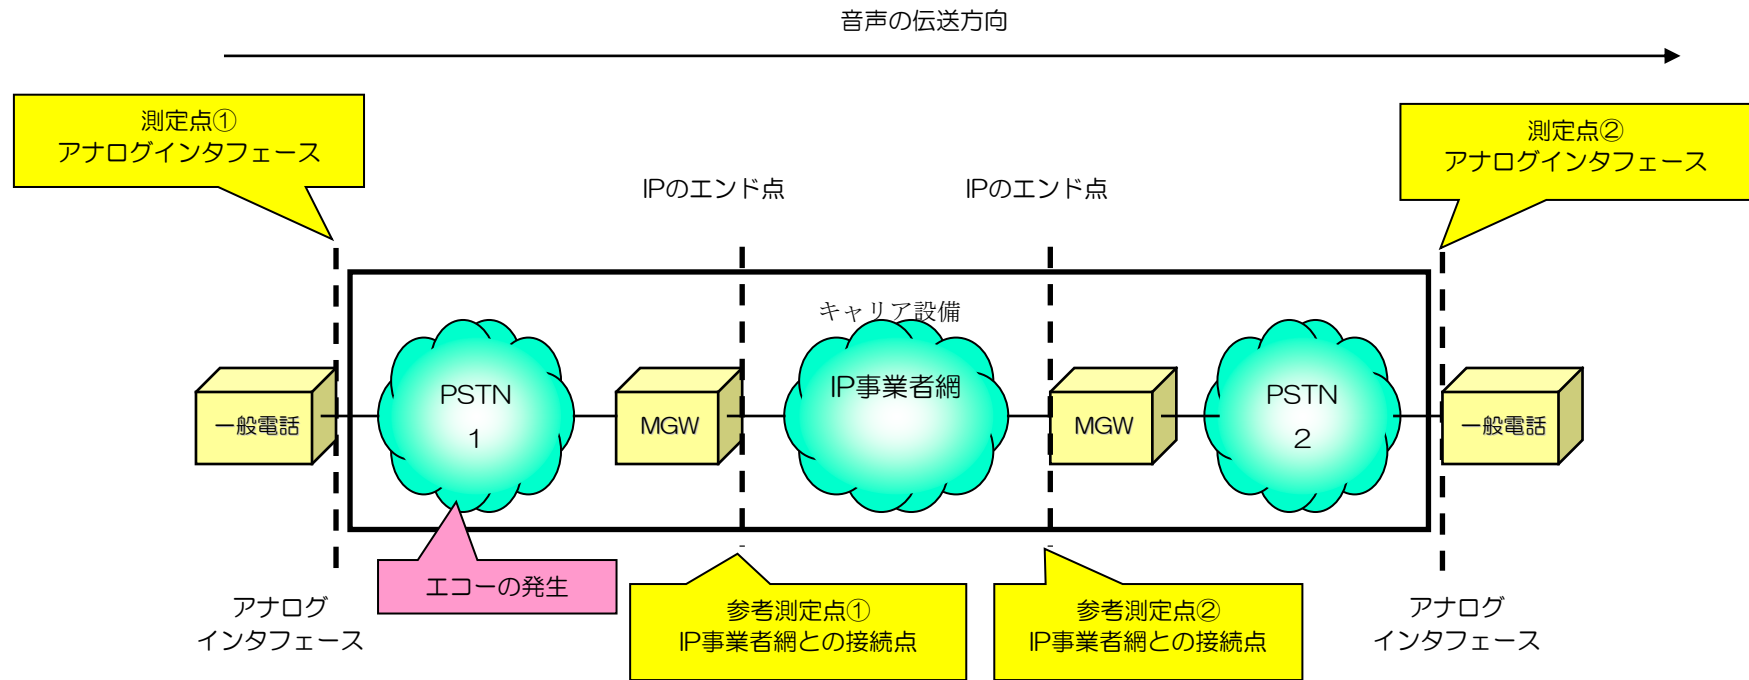 音声の伝送方向
測定点①
アナログインタフェース
測定点②
アナログインタフェース
IPのエンド点
IPのエンド点
キャリア設備
一般電話
PSTN
1
MGW
IP事業者網
MGW
PSTN
2
一般電話
エコーの発生
アナログ
インタフェース
参考測定点①
IP事業者網との接続点
参考測定点②
IP事業者網との接続点
アナログ
インタフェース